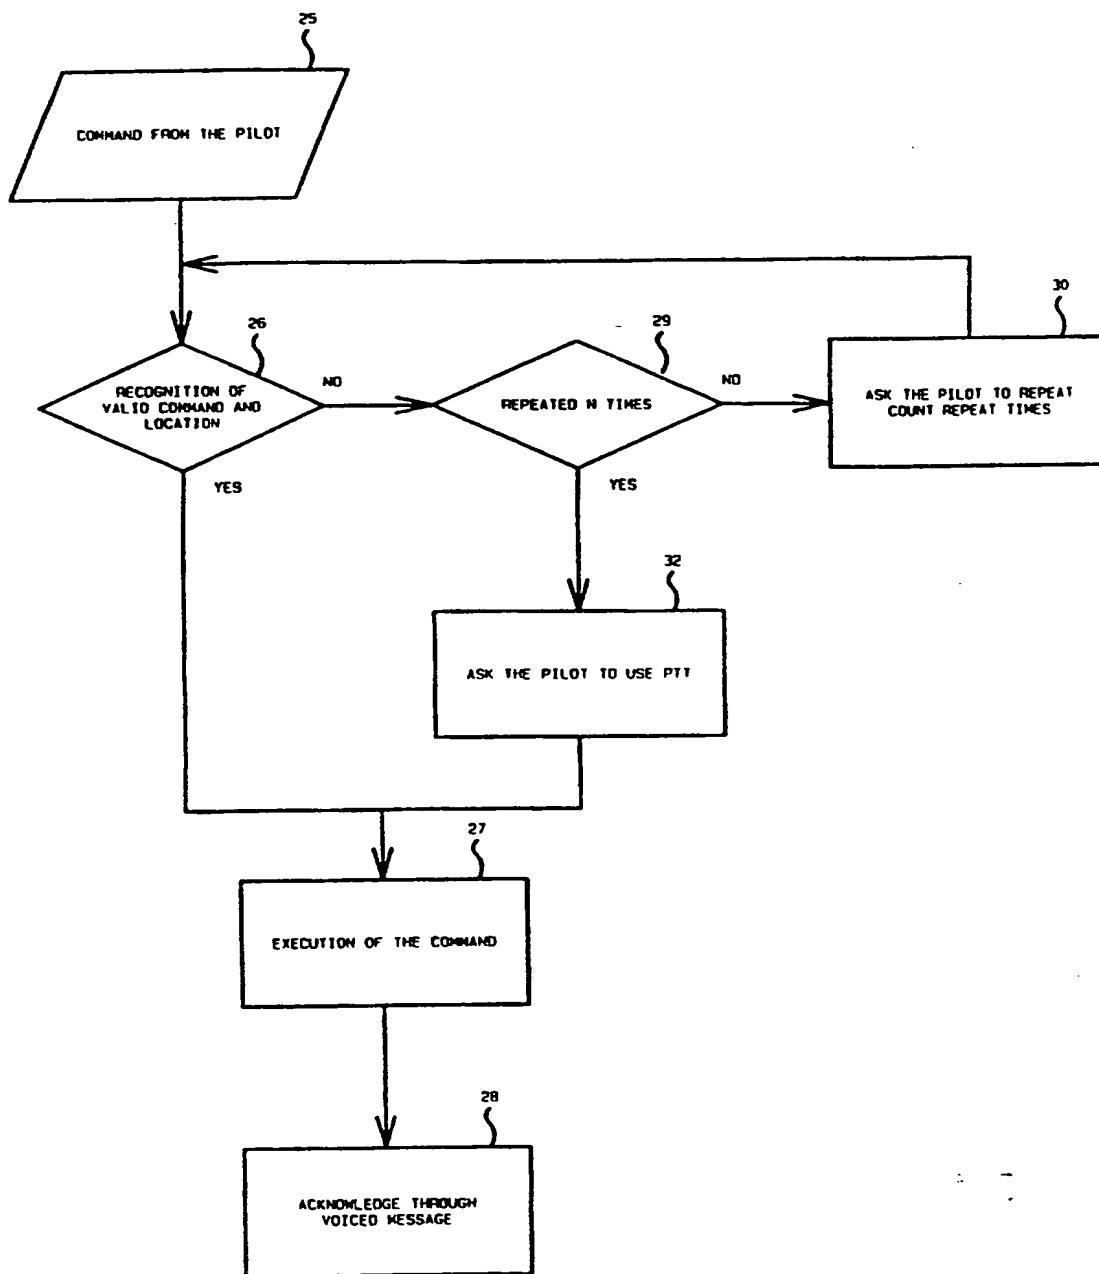 25
COMMAND FROM THE PILOT
30
26
29
RECOGNITION OF
VALID COMMAND AND
LOCATION
NO
REPEATED N TIMES
NO
ASK THE PILOT TO REPEAT
COUNT REPEAT TIMES
YES
YES
32
ASK THE PILOT TO USE PTT
27
EXECUTION OF THE COMMAND
28
ACKNOWLEDGE THROUGH
VOICED MESSAGE